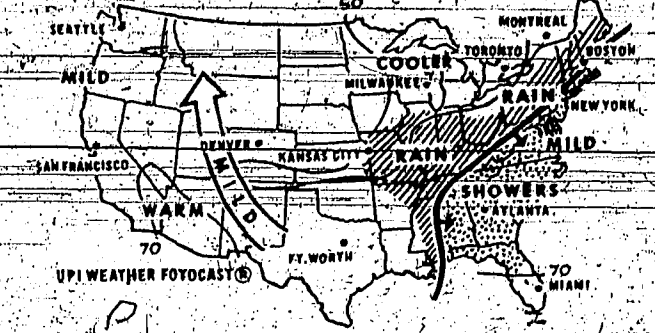 50
MONTREAL
SEATTLE
COOLER
TORONTO
BOSTON
MILD
MILWAUKEE
RAIN
NEW YORK
DENVER
KANSAS CITY
RAIN
MILD
SAN FRANCISCO
MILD
SHOWERS
WARM
ATLANTA
70
FT. WORTH
70
UPI WEATHER FOTOCAST ®
MIAMI